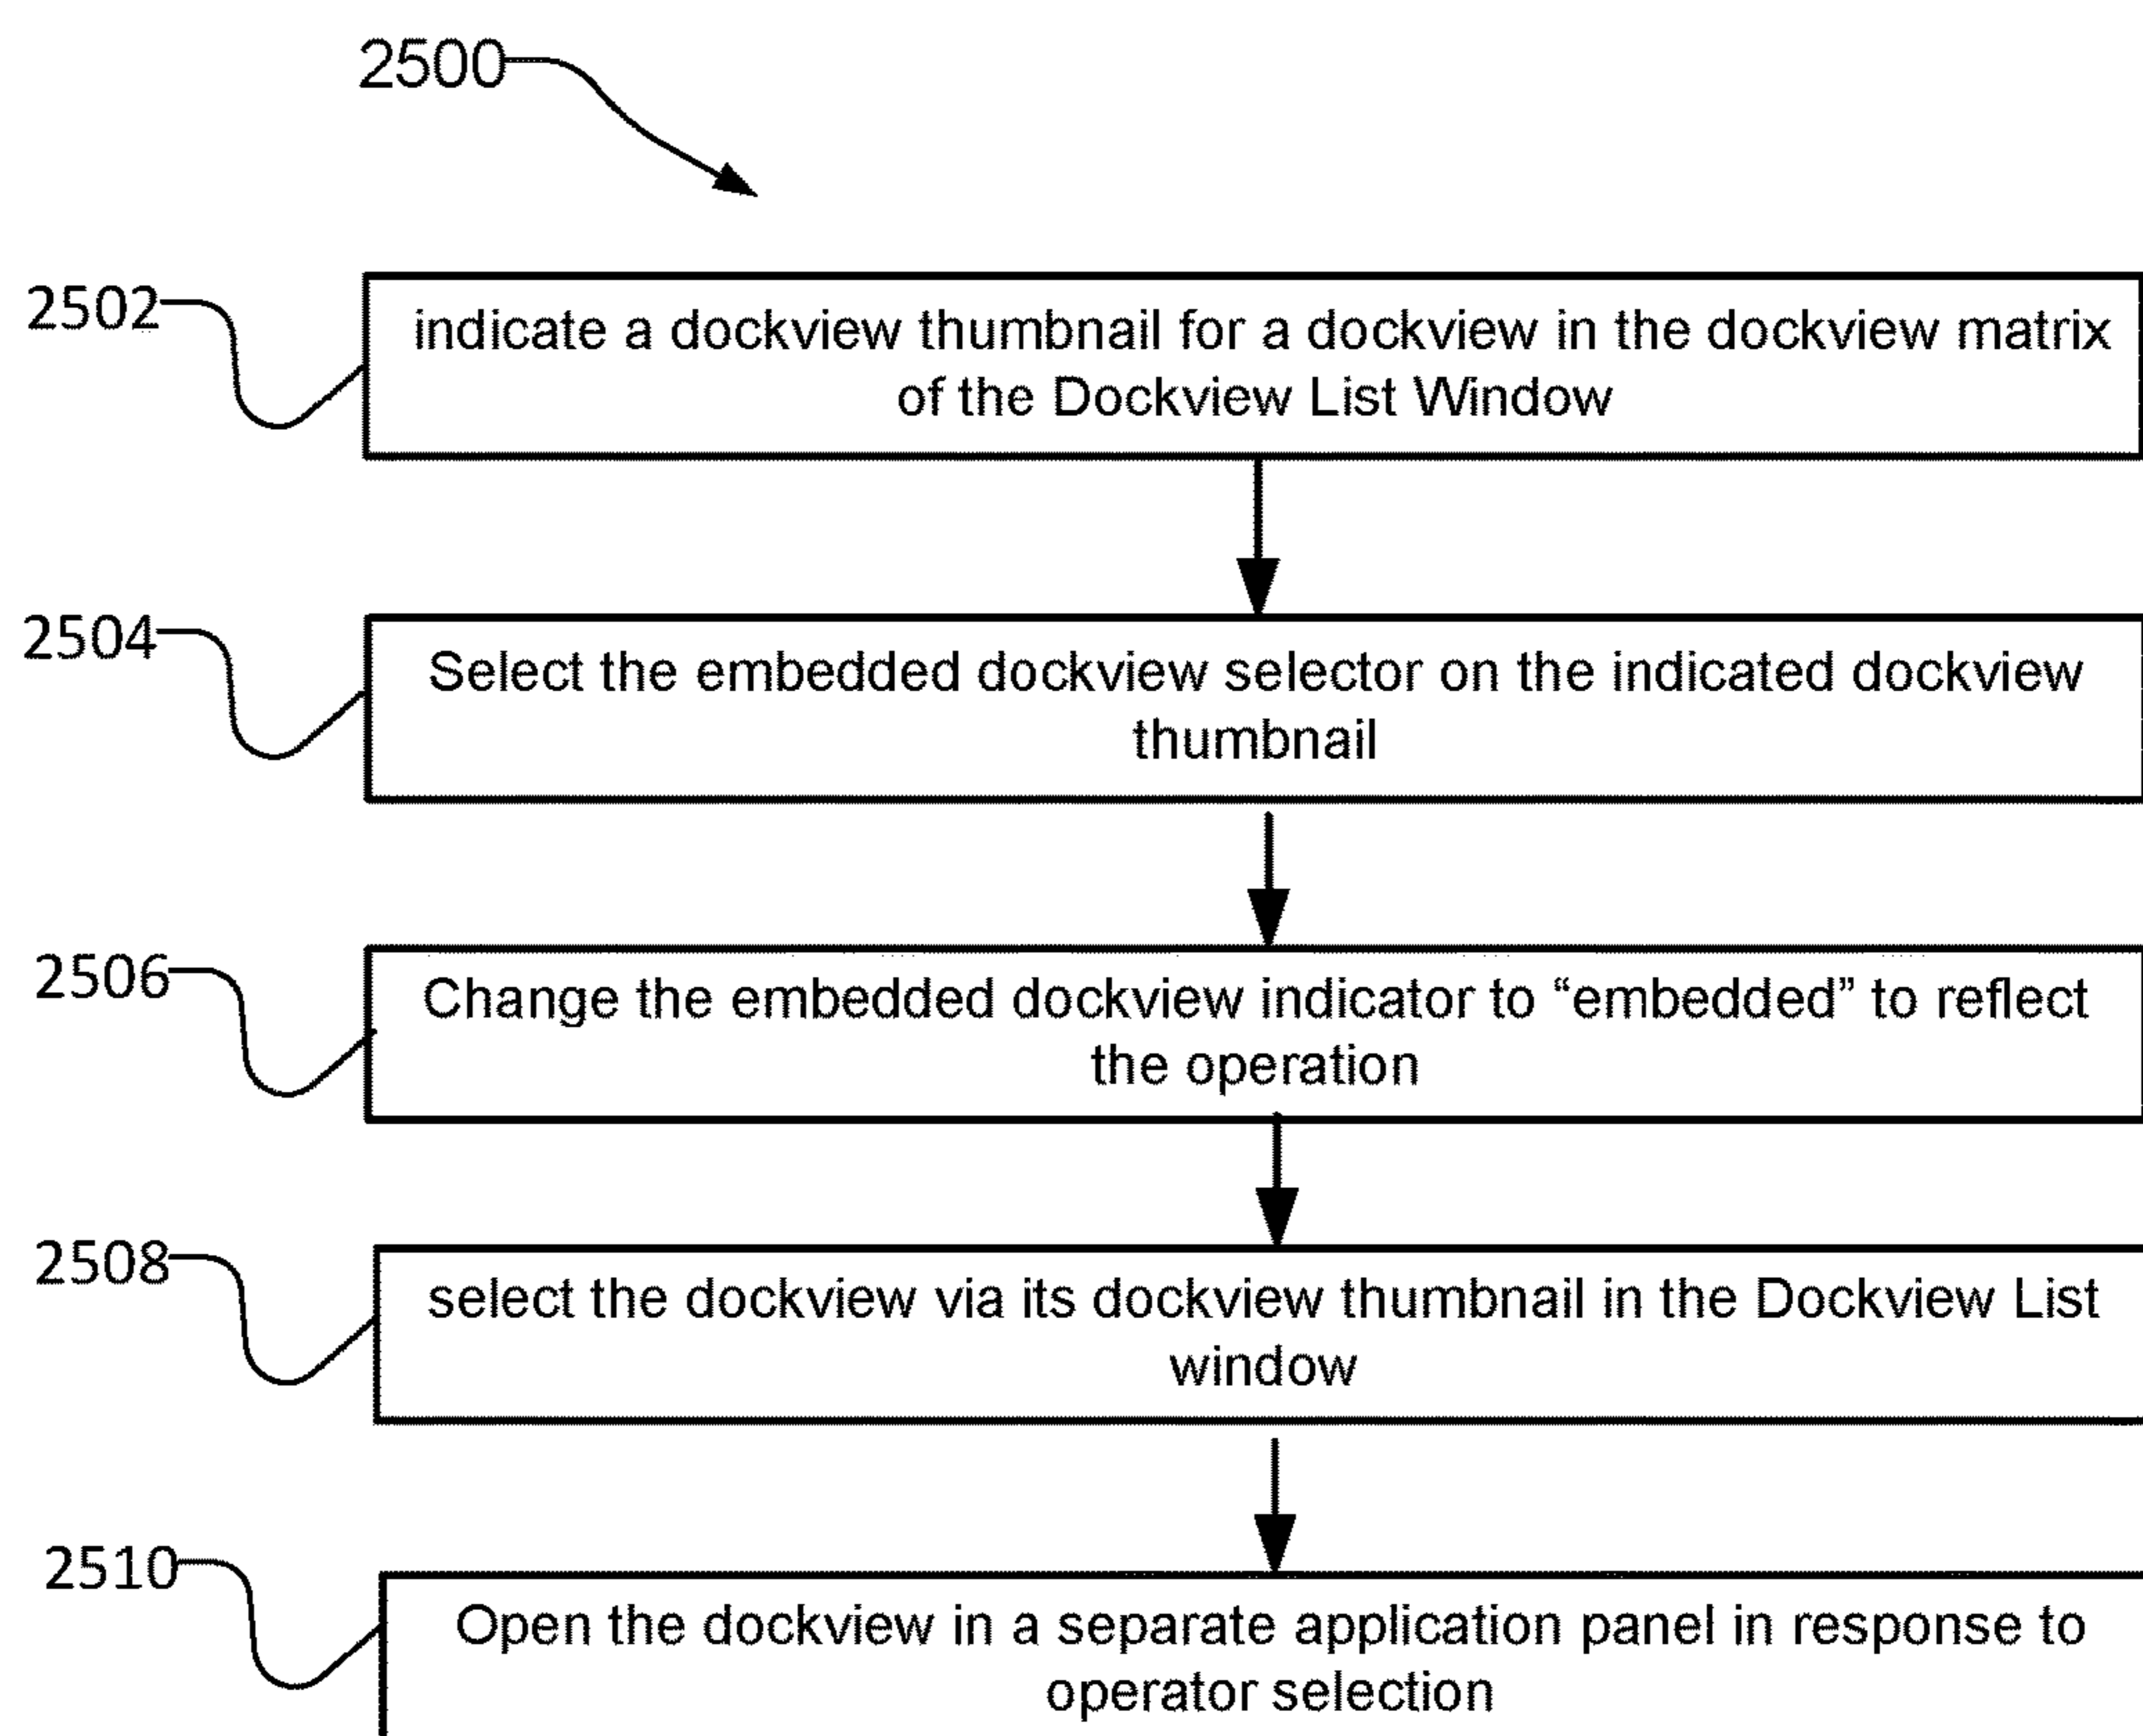 2500
2502
indicate a dockview thumbnail for a dockview in the dockview matrix
of the Dockview List Window
2504
Select the embedded dockview selector on the indicated dockview
thumbnail
2506
Change the embedded dockview indicator to “embedded” to reflect
the operation
2508
select the dockview via its dockview thumbnail in the Dockview List
window
2510
Open the dockview in a separate application panel in response to
operator selection